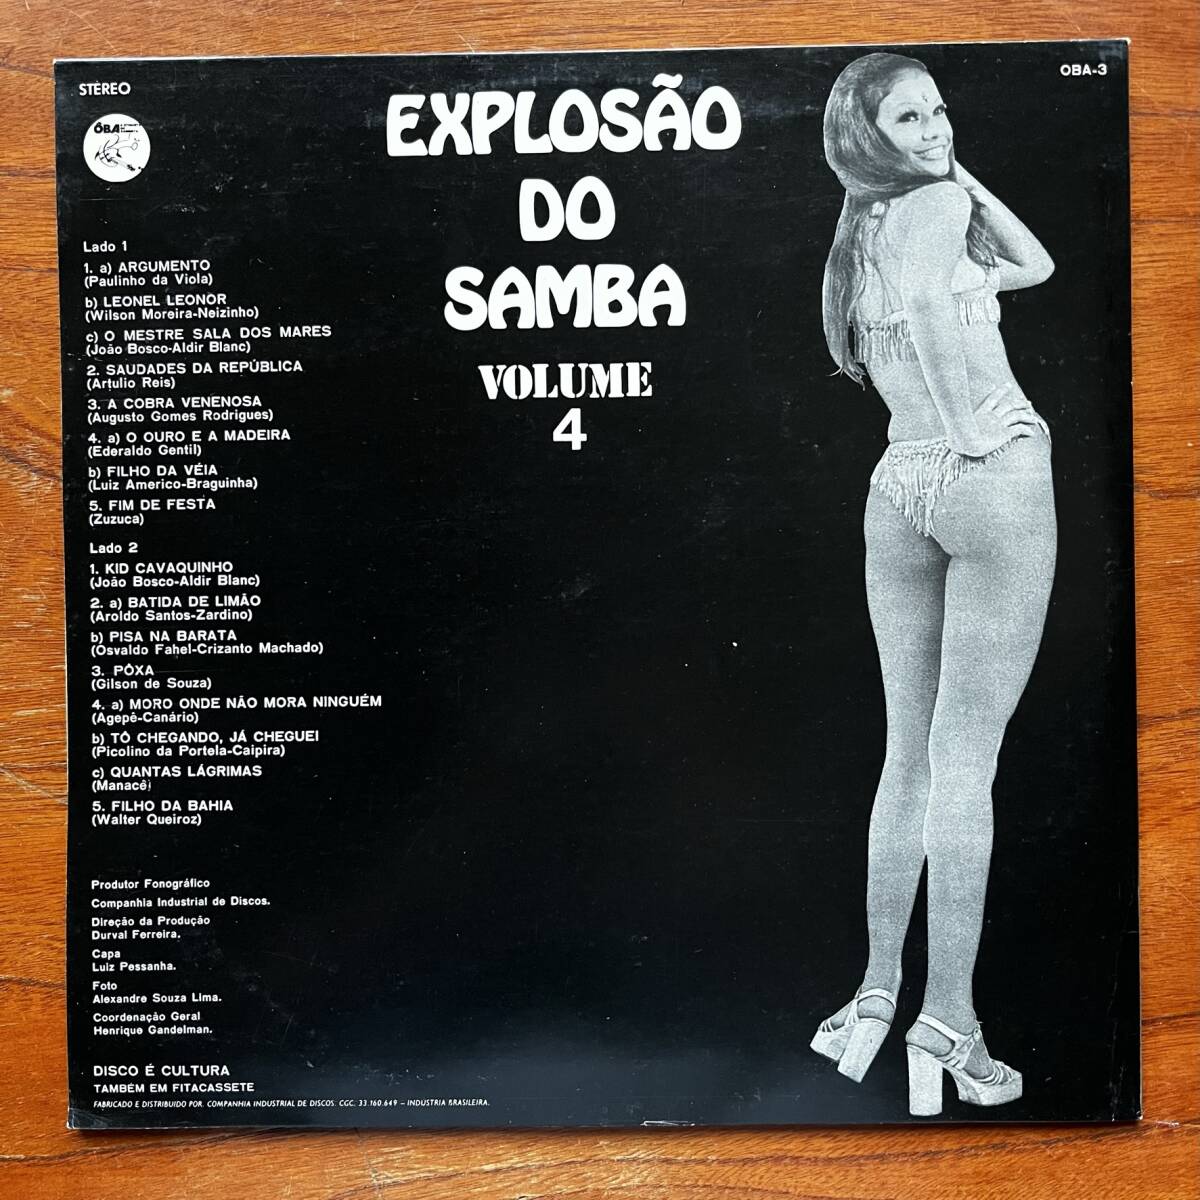 STEREO
ÔBA
OBA-3
EXPLOSÃO
DO
SAMBA
VOLUME
4
Lado 1
1. a) ARGUMENTO
(Paulinho da Viola)
b) LEONEL LEONOR
(Wilson Moreira-Neizinho)
c) O MESTRE SALA DOS MARES
(João Bosco-Aldir Blanc)
2. SAUDADES DA REPÚBLICA
(Artulio Reis)
3. A COBRA VENENOSA
(Augusto Gomes Rodrigues)
4. a) O OURO E A MADEIRA
(Ederaldo Gentil)
b) FILHO DA VÉIA
(Luiz Americo-Braguinha)
5. FIM DE FESTA
(Zuzuca)
Lado 2
1. KID CAVAQUINHO
(João Bosco-Aldir Blanc)
2. a) BATIDA DE LIMÃO
(Aroldo Santos-Zardino)
b) PISA NA BARATA
(Osvaldo Fahel-Crizanto Machado)
3. PÔXA
(Gilson de Souza)
4. a) MORO ONDE NÃO MORA NINGUÉM
(Agepê-Canário)
b) TÔ CHEGANDO, JÁ CHEGUEI
(Picolino da Portela-Caipira)
c) QUANTAS LÁGRIMAS
(Manacê)
5. FILHO DA BAHIA
(Walter Queiroz)
Produtor Fonográfico
Companhia Industrial de Discos.
Direção da Produção
Durval Ferreira.
Capa
Luiz Pessanha.
Foto
Alexandre Souza Lima.
Coordenação Geral
Henrique Gandelman.
DISCO É CULTURA
TAMBÉM EM FITACASSETE
FABRICADO E DISTRIBUIDO POR. COMPANHIA INDUSTRIAL DE DISCOS. CGC. 33.160.649 – INDUSTRIA BRASILEIRA.